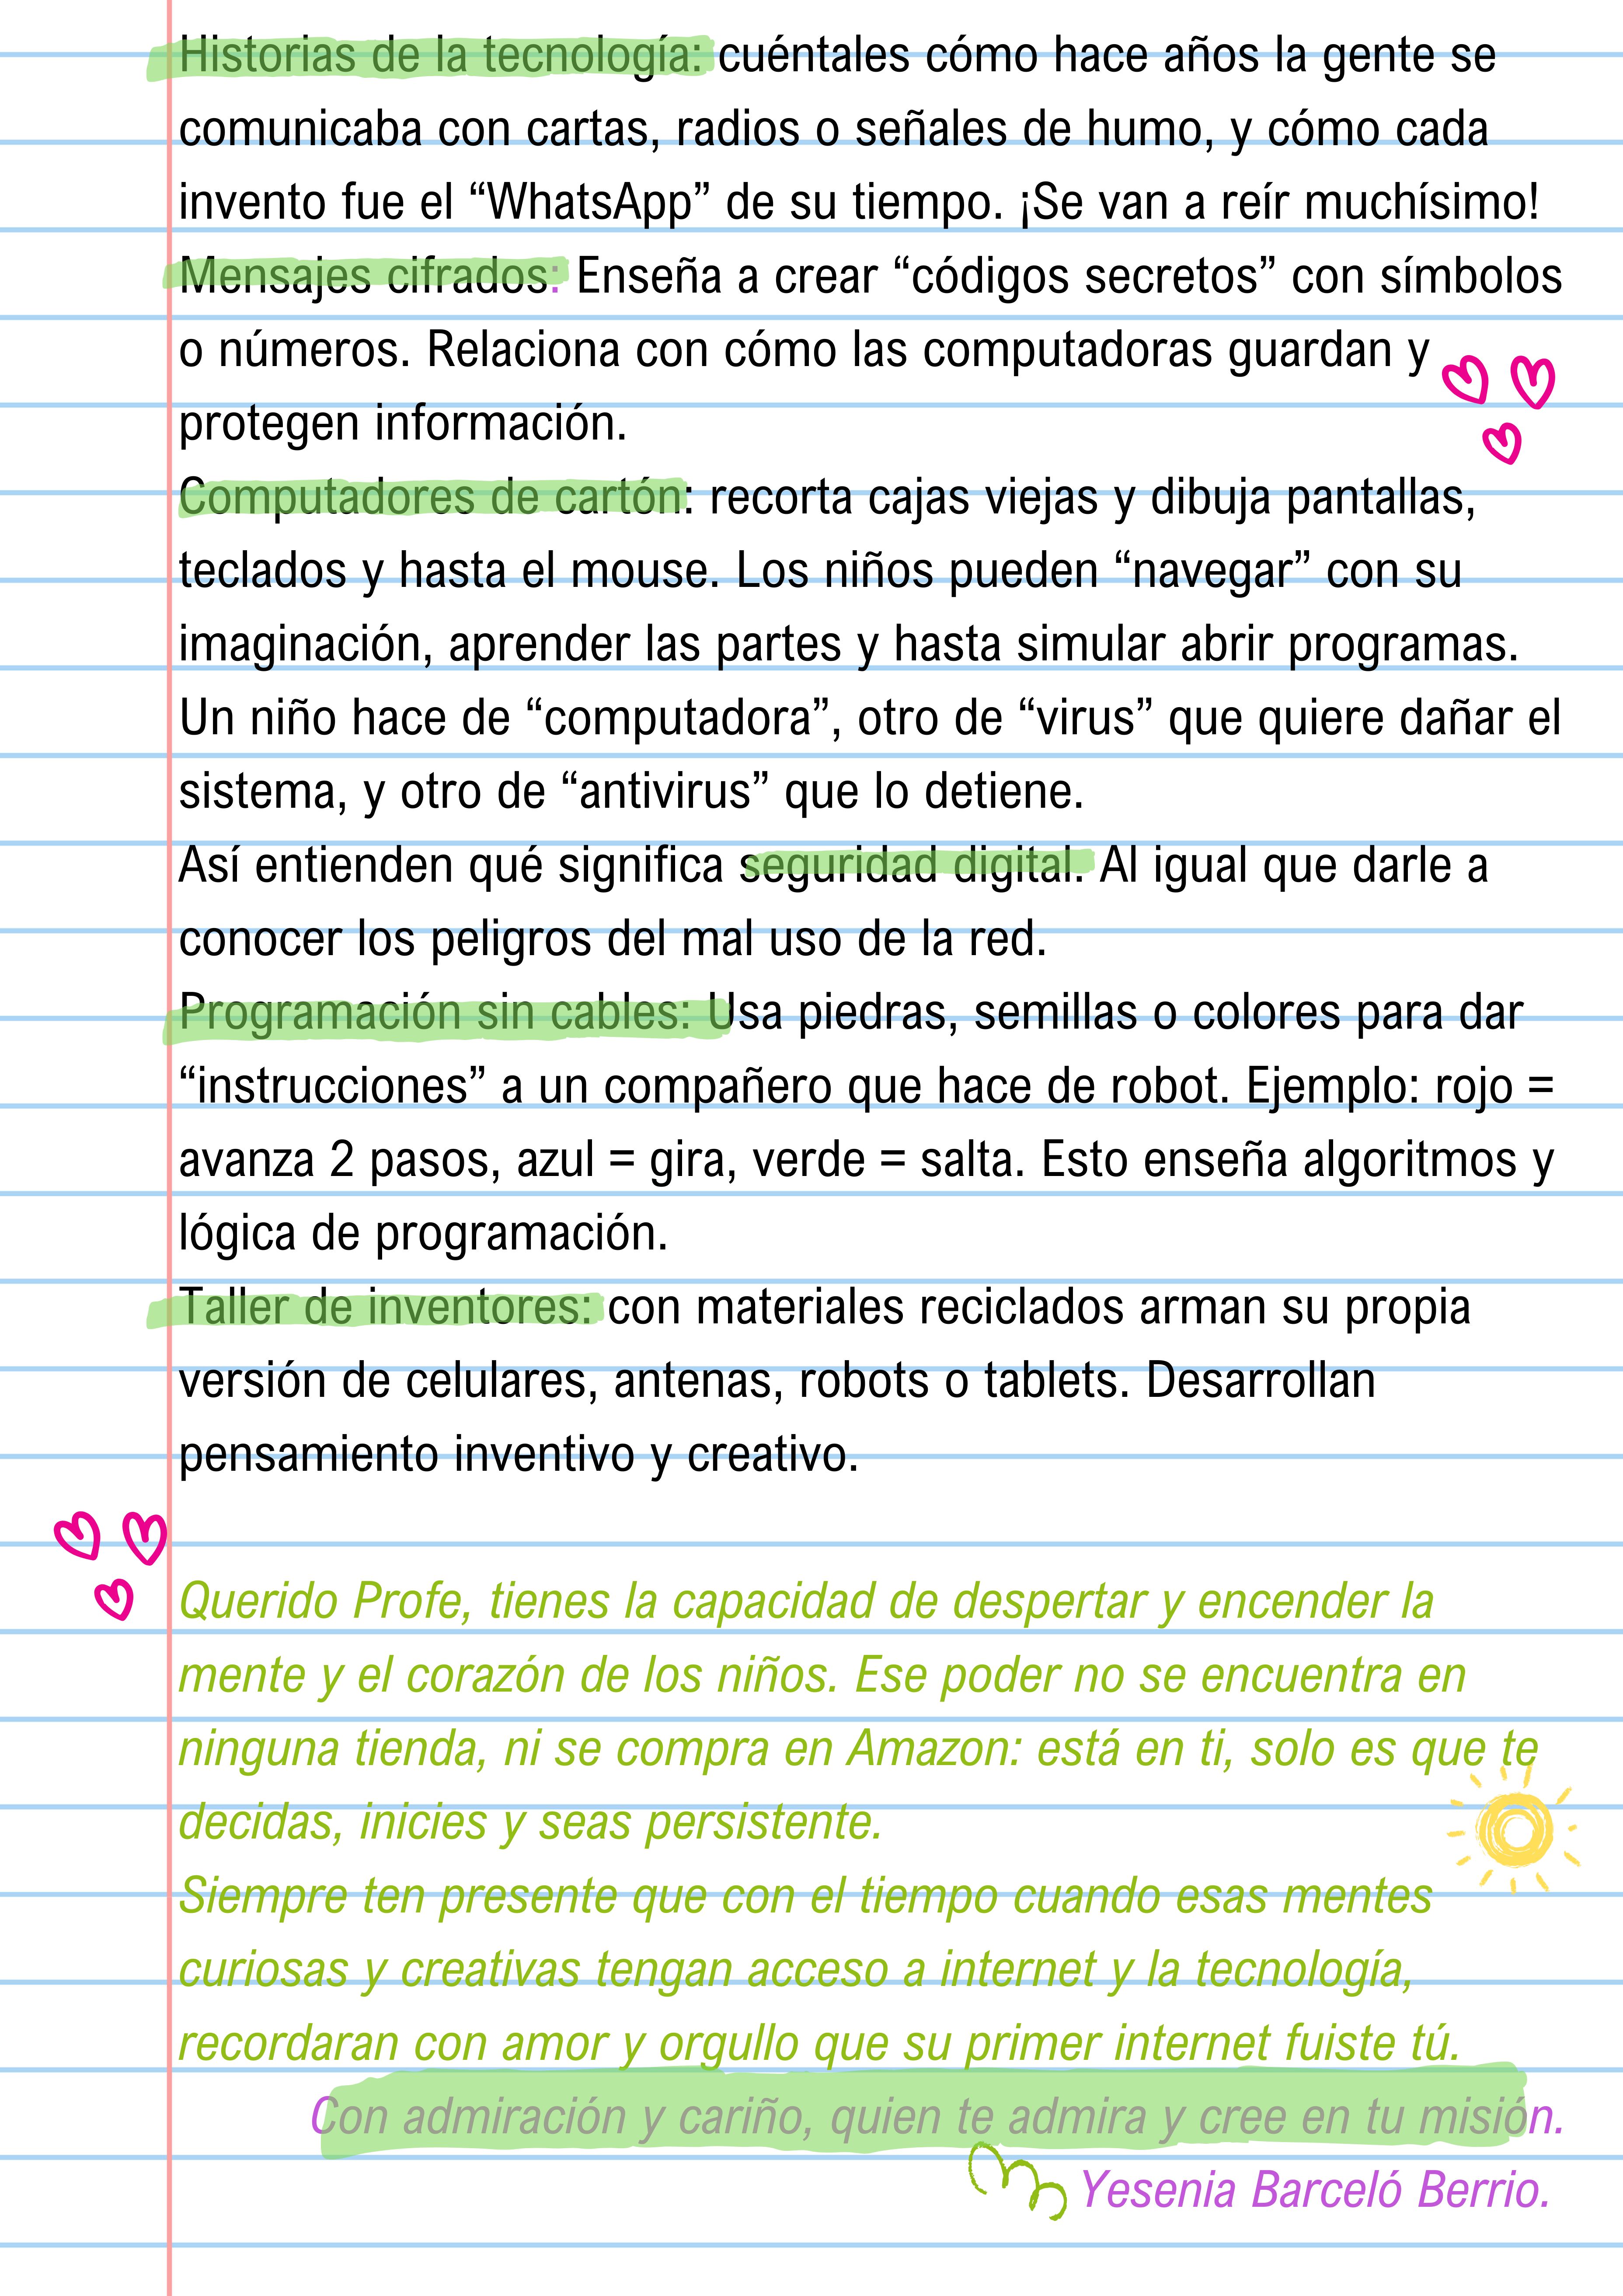 Historias de la tecnología: cuéntales cómo hace años la gente se
comunicaba con cartas, radios o señales de humo, y cómo cada
invento fue el “WhatsApp” de su tiempo. ¡Se van a reír muchísimo!
Mensajes cifrados: Enseña a crear “códigos secretos” con símbolos
o números. Relaciona con cómo las computadoras guardan y
protegen información.
Computadores de cartón: recorta cajas viejas y dibuja pantallas,
teclados y hasta el mouse. Los niños pueden “navegar” con su
imaginación, aprender las partes y hasta simular abrir programas.
Un niño hace de “computadora”, otro de “virus” que quiere dañar el
sistema, y otro de “antivirus” que lo detiene.
Así entienden qué significa seguridad digital. Al igual que darle a
conocer los peligros del mal uso de la red.
Programación sin cables: Usa piedras, semillas o colores para dar
“instrucciones” a un compañero que hace de robot. Ejemplo: rojo =
avanza 2 pasos, azul = gira, verde = salta. Esto enseña algoritmos y
lógica de programación.
Taller de inventores: con materiales reciclados arman su propia
versión de celulares, antenas, robots o tablets. Desarrollan
pensamiento inventivo y creativo.
Querido Profe, tienes la capacidad de despertar y encender la
mente y el corazón de los niños. Ese poder no se encuentra en
ninguna tienda, ni se compra en Amazon: está en ti, solo es que te
decidas, inicies y seas persistente.
Siempre ten presente que con el tiempo cuando esas mentes
curiosas y creativas tengan acceso a internet y la tecnología,
recordaran con amor y orgullo que su primer internet fuiste tú.
Con admiración y cariño, quien te admira y cree en tu misión.
Yesenia Barceló Berrio.